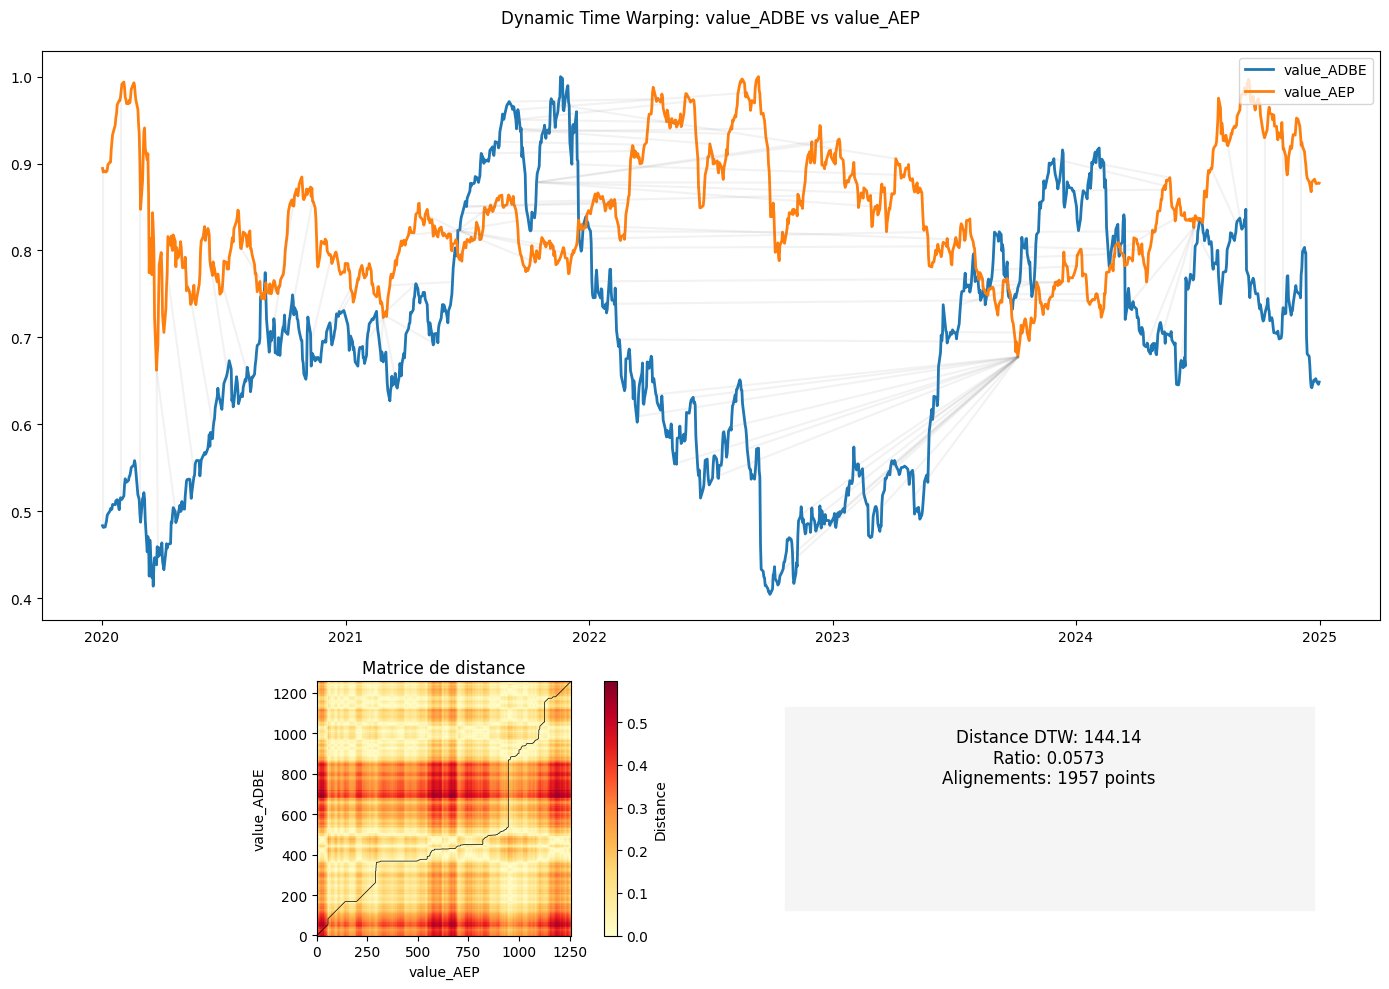 Dynamic Time Warping: value_ADBE vs value_AEP
value_ADBE
value_AEP
1.0
0.9
0.8
0.7
0.6
0.5
0.4
2020 2021 2022 2023 2024 2025
Matrice de distance
value_ADBE
1200
1000
800
600
400
200
0
0 250 500 750 1000 1250
value_AEP
0.5
0.4
0.3
0.2
0.1
0.0
Distance
Distance DTW: 144.14
Ratio: 0.0573
Alignements: 1957 points